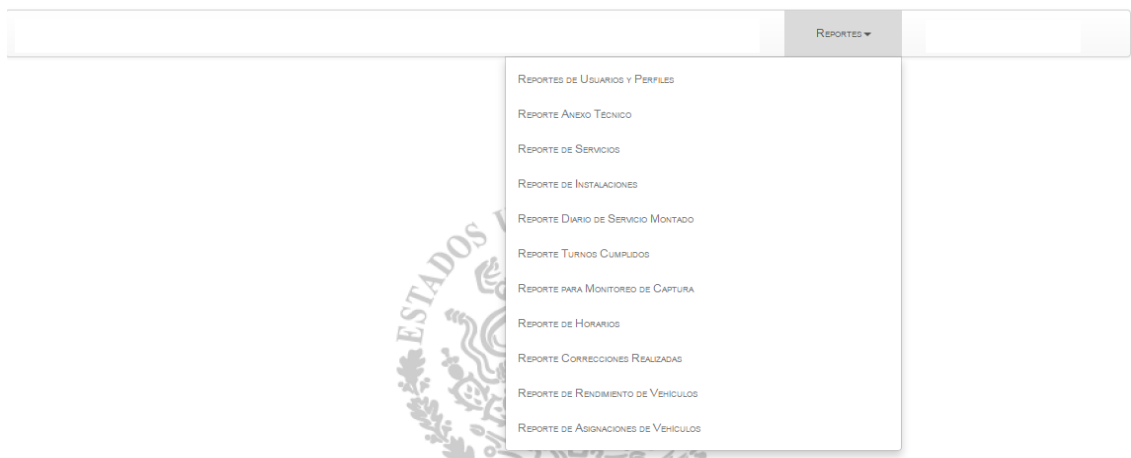 Reportes
Reportes de Usuarios y Perfiles
Reporte Anexo Técnico
Reporte de Servicios
Reporte de Instalaciones
Reporte Diario de Servicio Montado
Reporte Turnos Cumplidos
Reporte para Monitoreo de Captura
Reporte de Horarios
Reporte Correcciones Realizadas
Reporte de Rendimiento de Vehículos
Reporte de Asignaciones de Vehículos
ESTADOS U